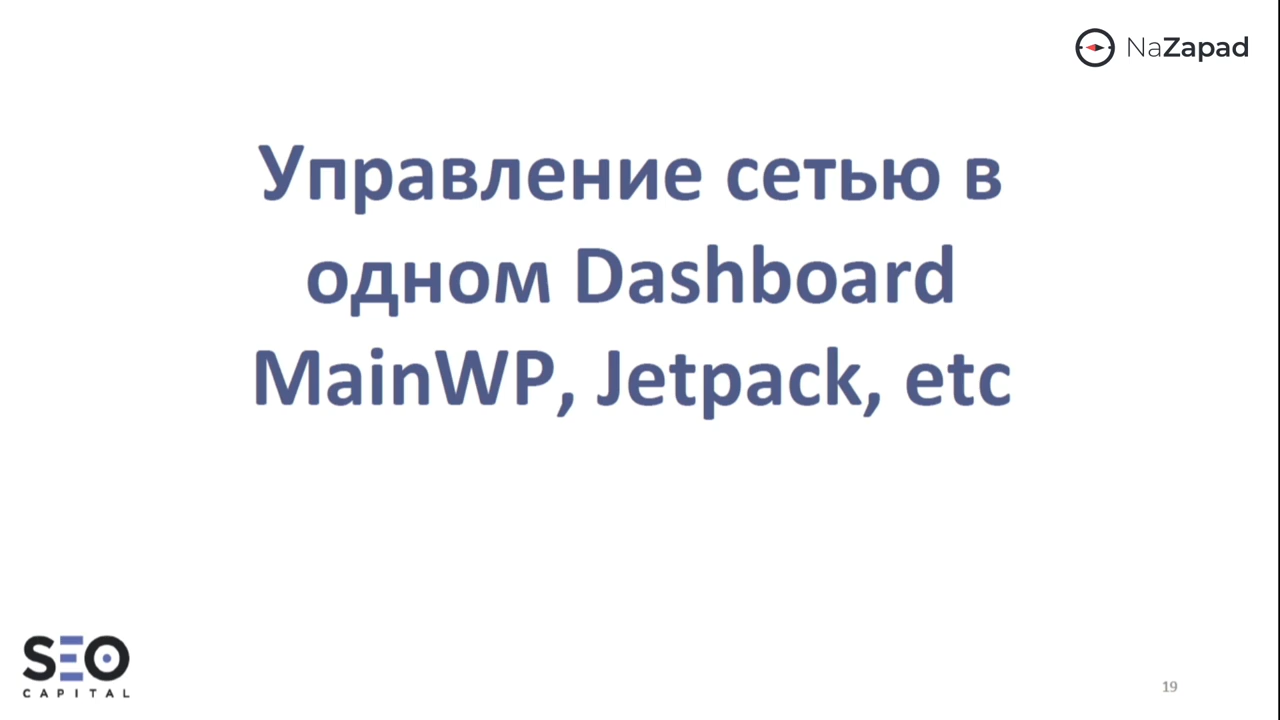 NaZapad
Управление сетью в
одном Dashboard
MainWP, Jetpack, etc
SEO
CAPITAL
19